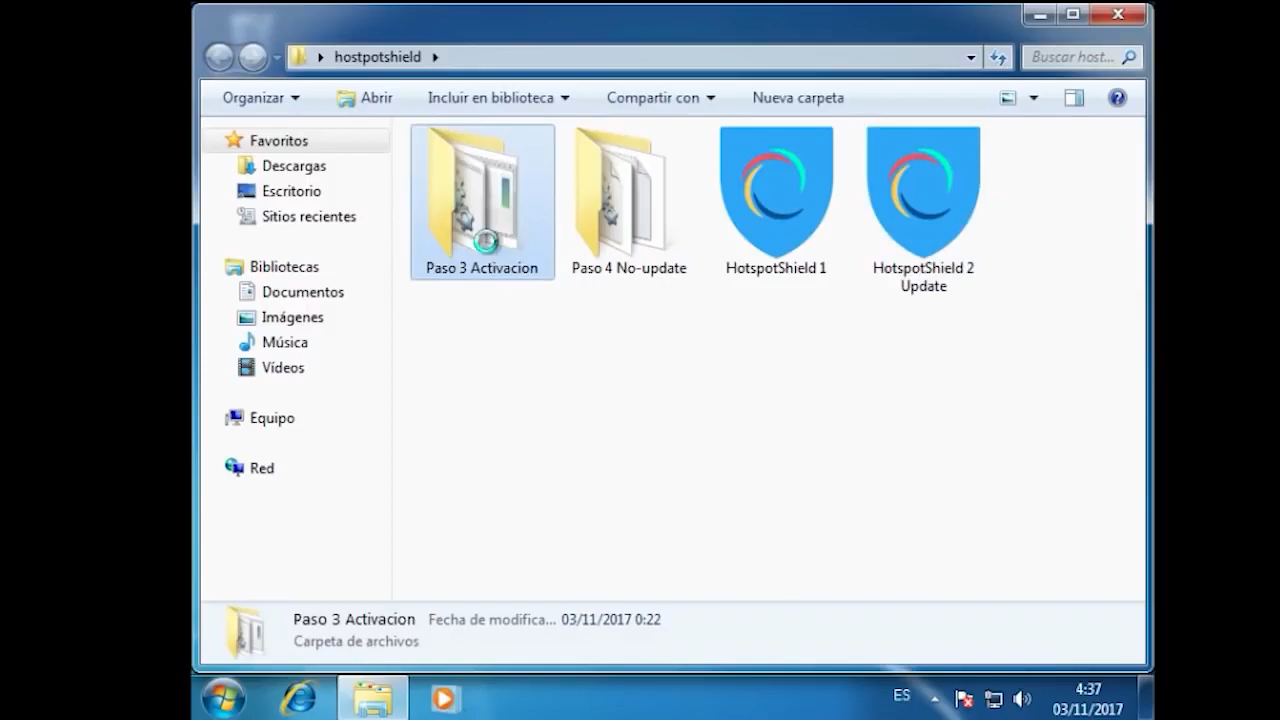 hostpotshield
Buscar host...
Organizar
Abrir
Incluir en biblioteca
Compartir con
Nueva carpeta
Favoritos
Descargas
Escritorio
Sitios recientes
Bibliotecas
Documentos
Imágenes
Música
Vídeos
Equipo
Red
Paso 3 Activacion
Paso 4 No-update
HotspotShield 1
HotspotShield 2
Update
Paso 3 Activacion Fecha de modifica... 03/11/2017 0:22
Carpeta de archivos
ES
4:37
03/11/2017